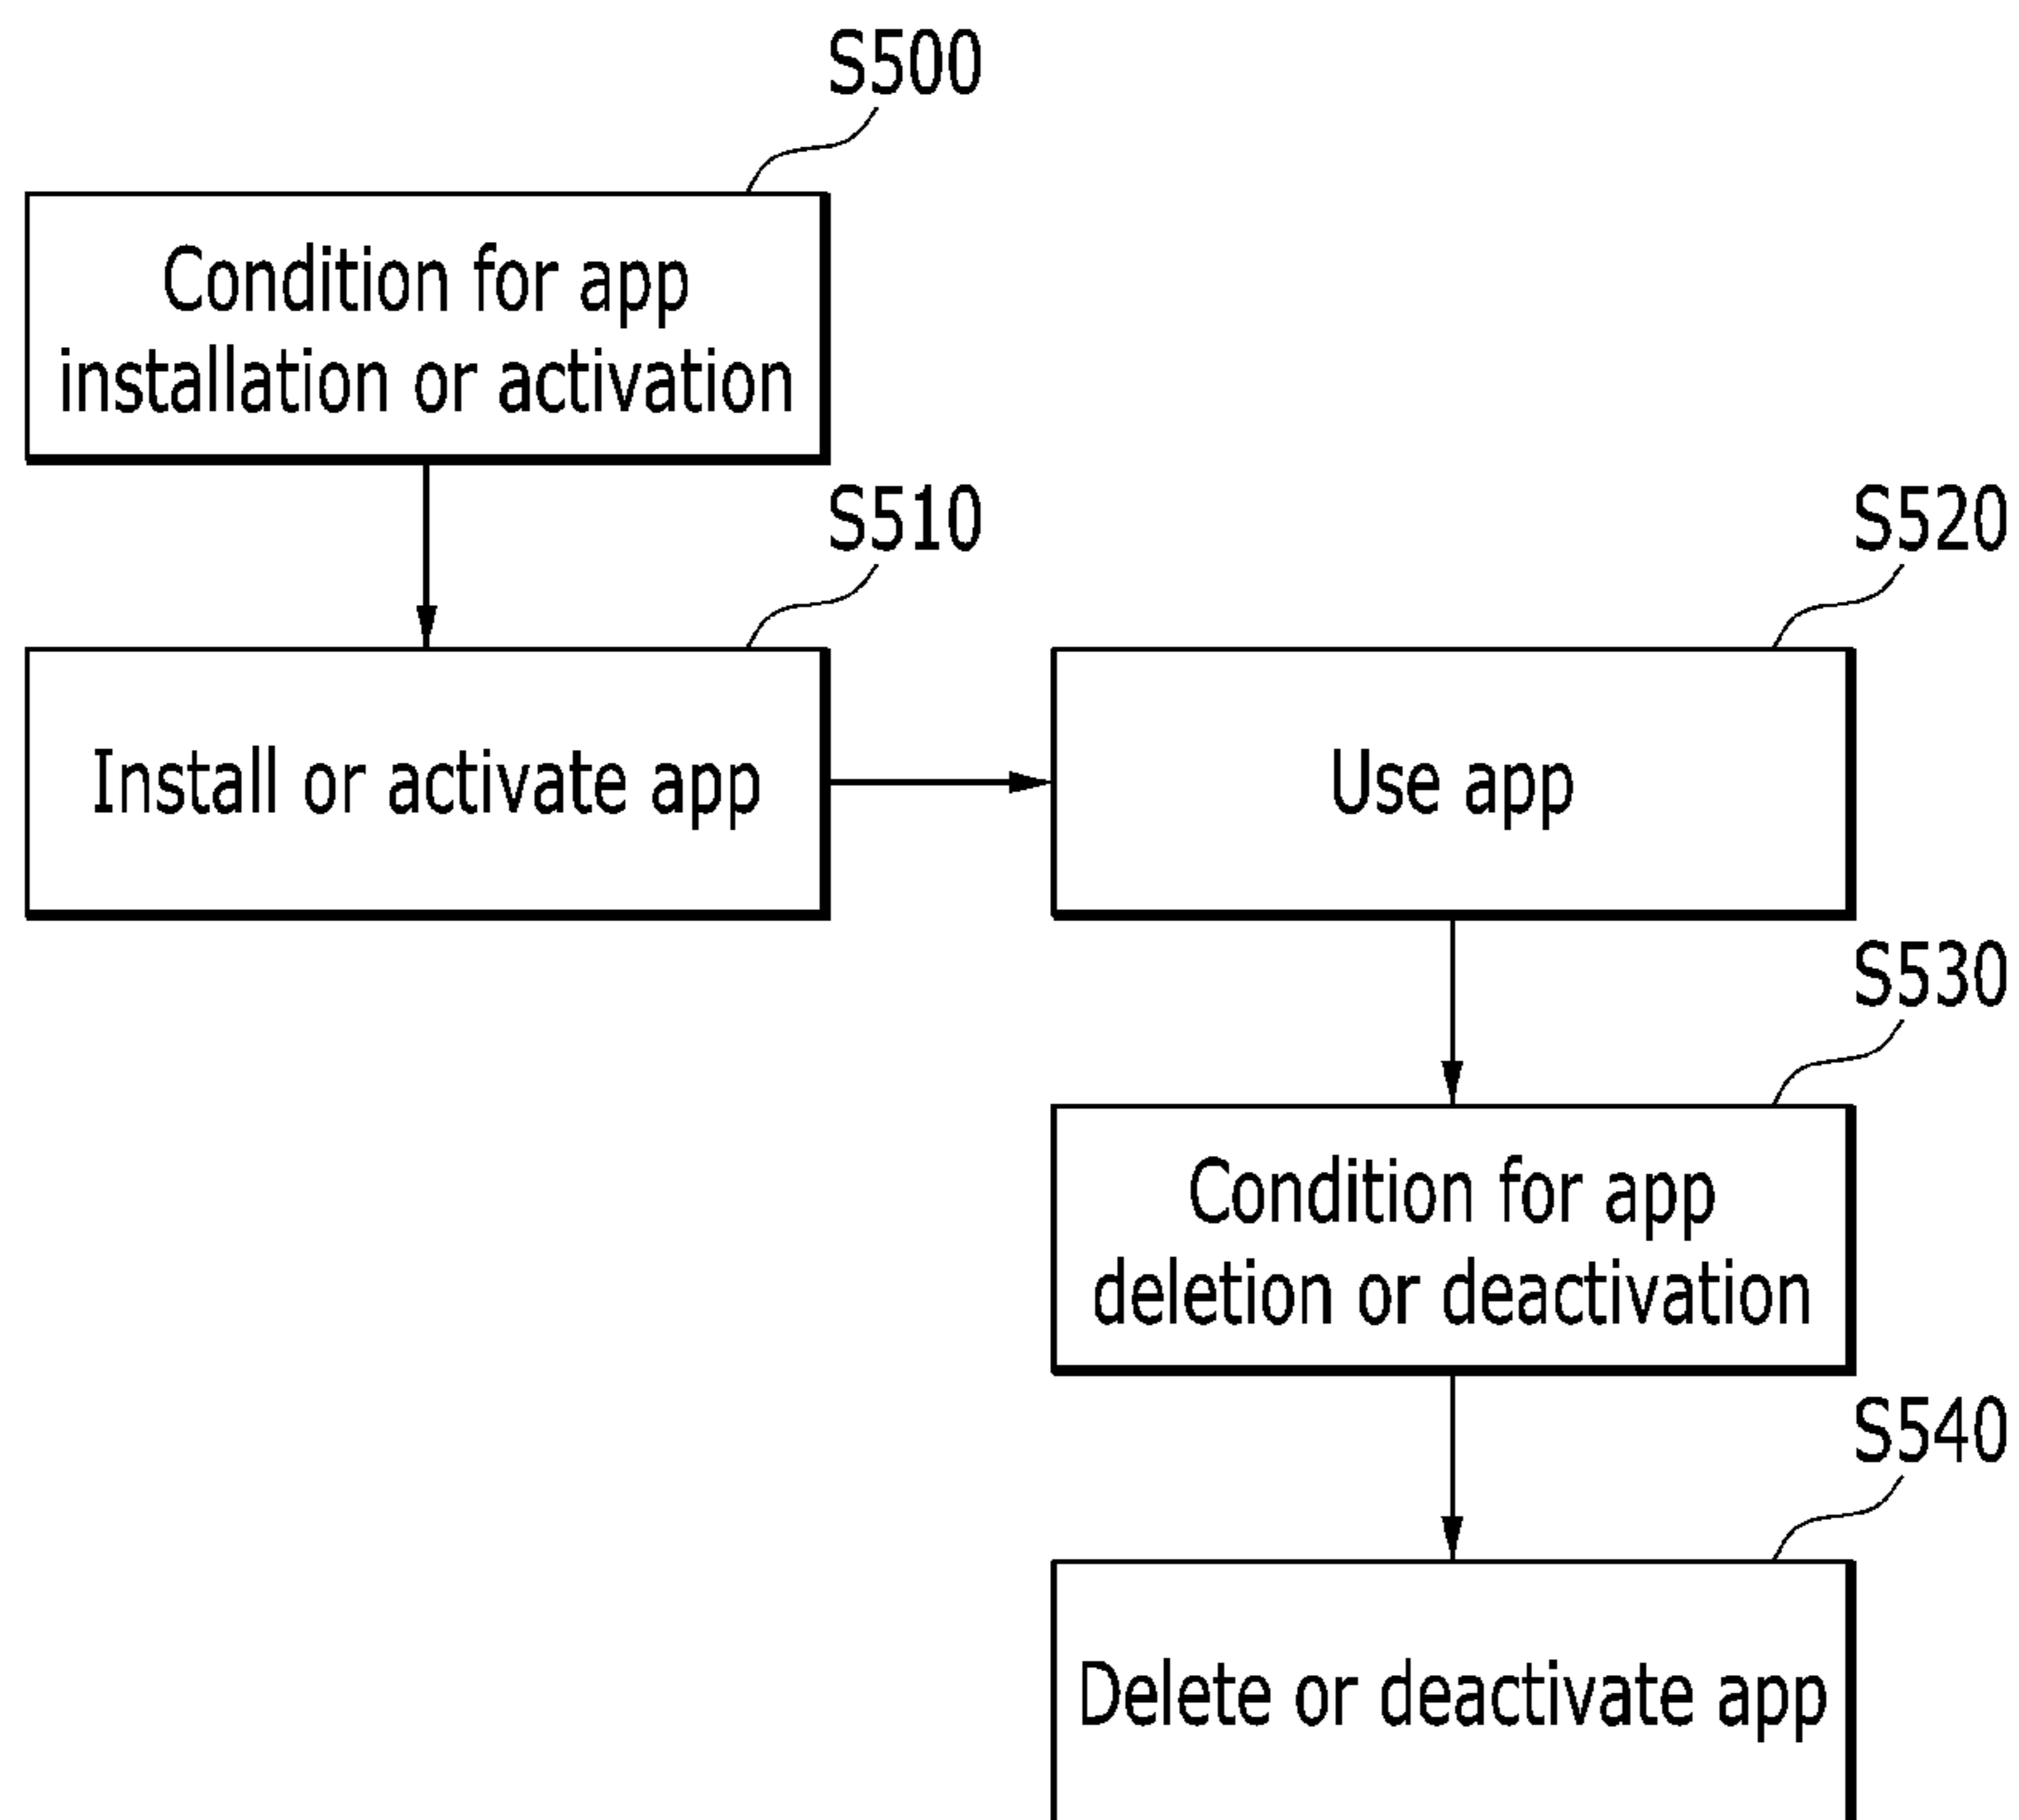 S500
Condition for app
installation or activation
S510
Install or activate app
S520
Use app
S530
Condition for app
deletion or deactivation
S540
Delete or deactivate app